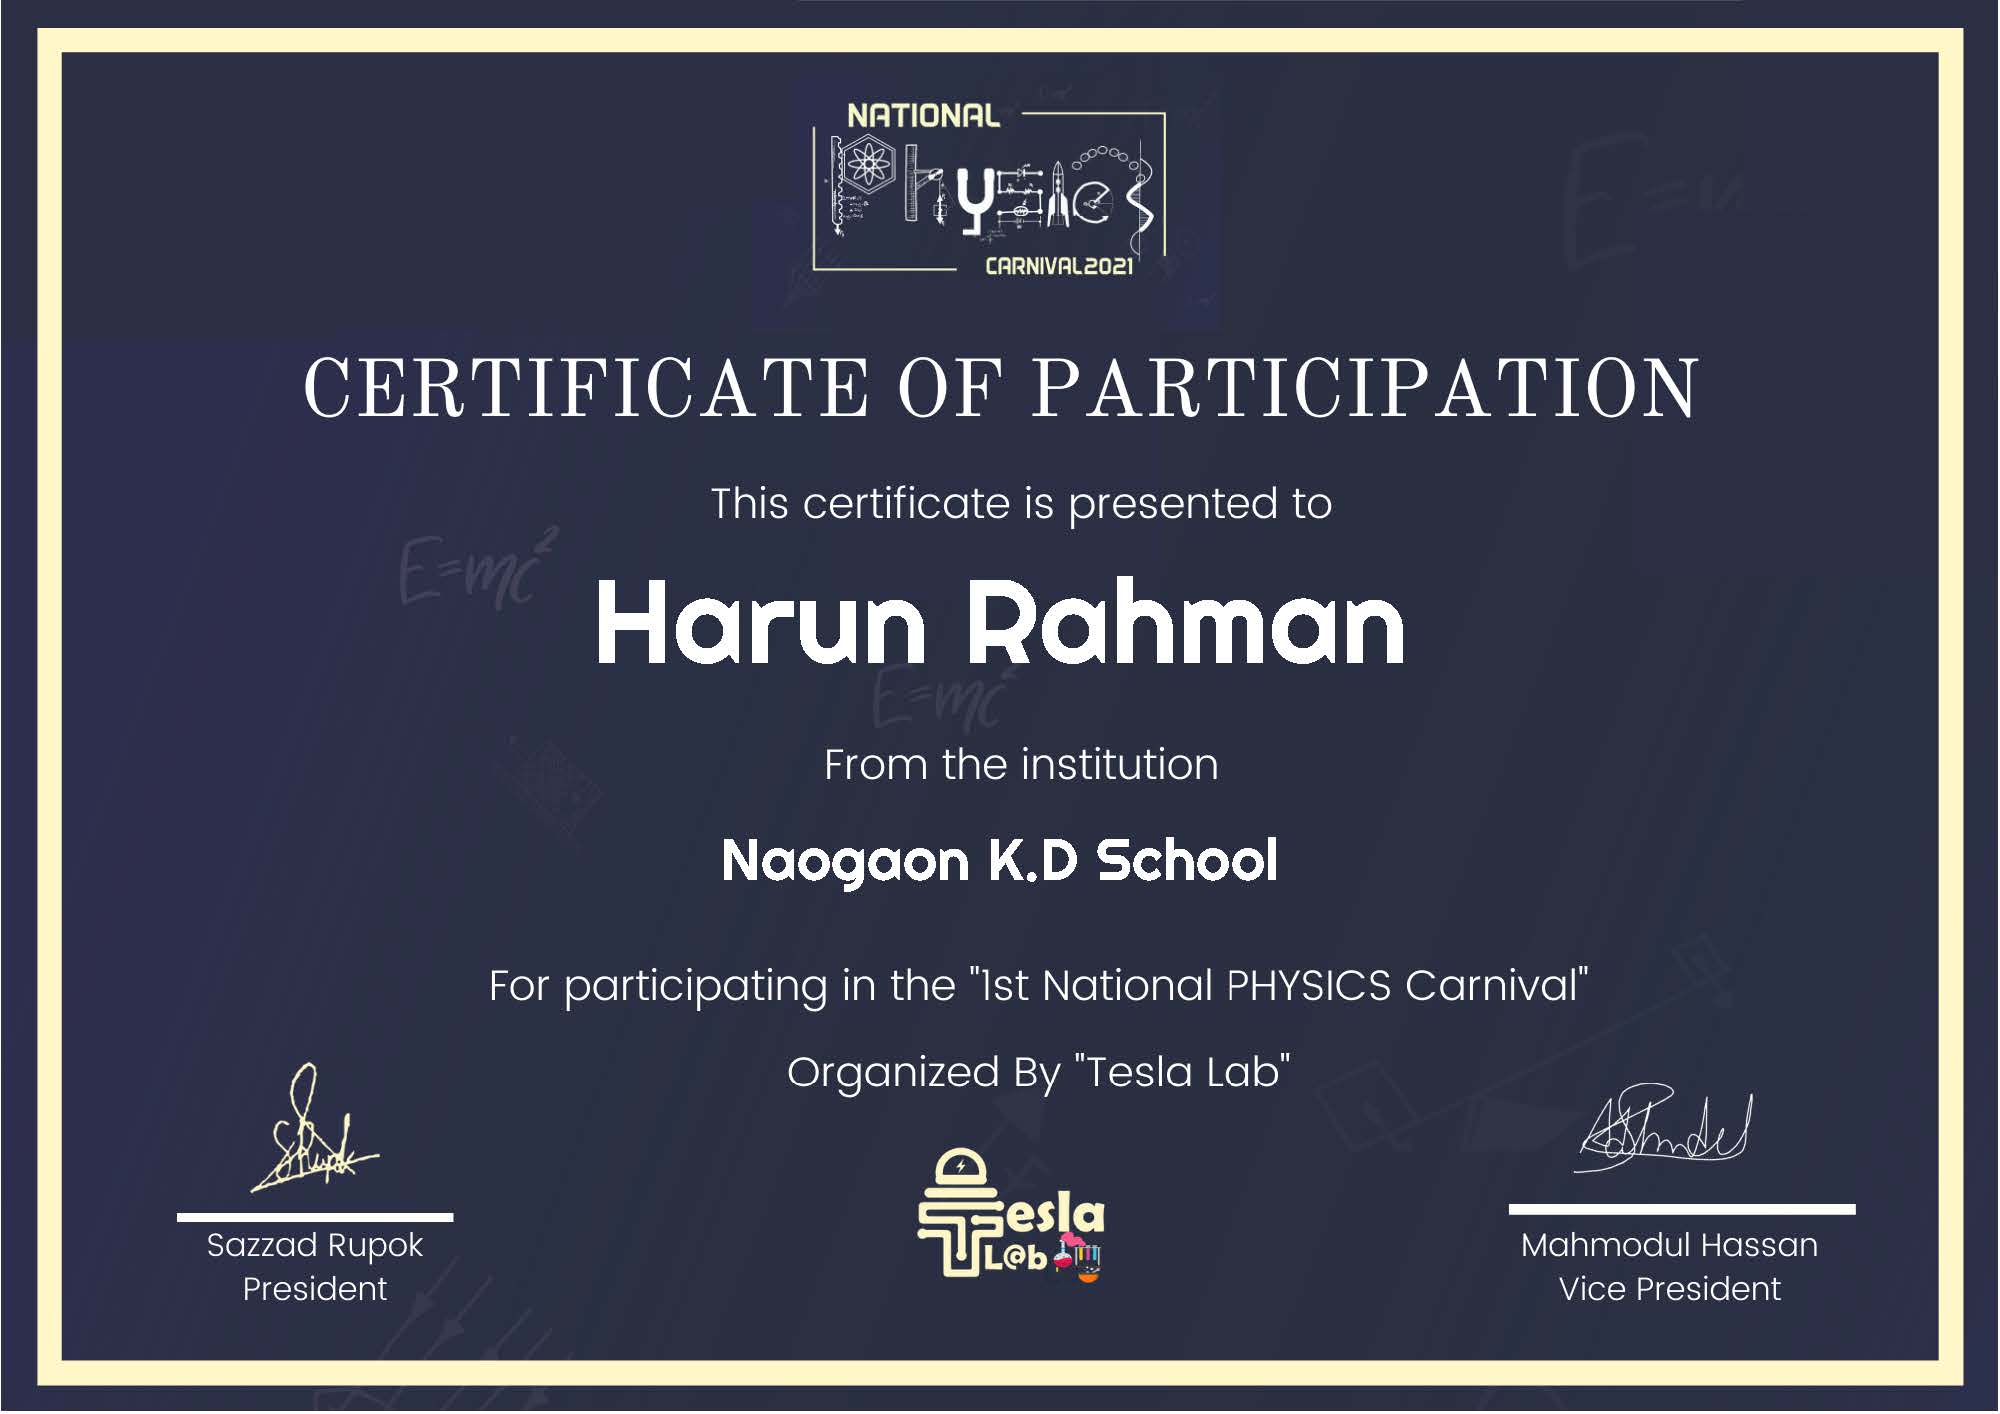 NATIONAL
Physics
CARNIVAL2021
CERTIFICATE OF PARTICIPATION
This certificate is presented to
E=mc²
Harun Rahman
E=mc²
From the institution
Naogaon K.D School
For participating in the "1st National PHYSICS Carnival"
Organized By "Tesla Lab"
Tesla
L@b
Sazzad Rupok
President
Mahmodul Hassan
Vice President